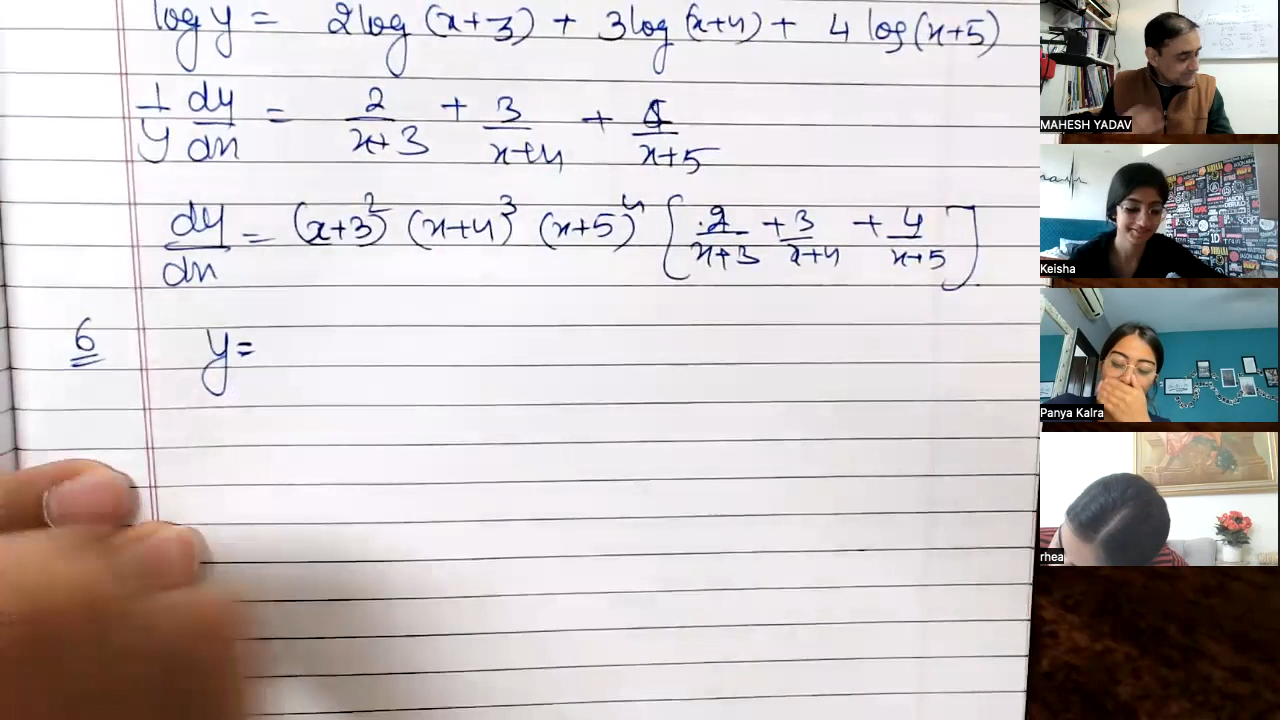 log y = 2log (x+3) + 3log (x+4) + 4 log (x+5)
1/y dy/dx = 2/x+3 + 3/x+4 + 4/x+5
dy/dx = (x+3)² (x+4)³ (x+5)⁴ [2/x+3 + 3/x+4 + 4/x+5]
6 y=
MAHESH YADAV
Keisha
Panya Kalra
rhea